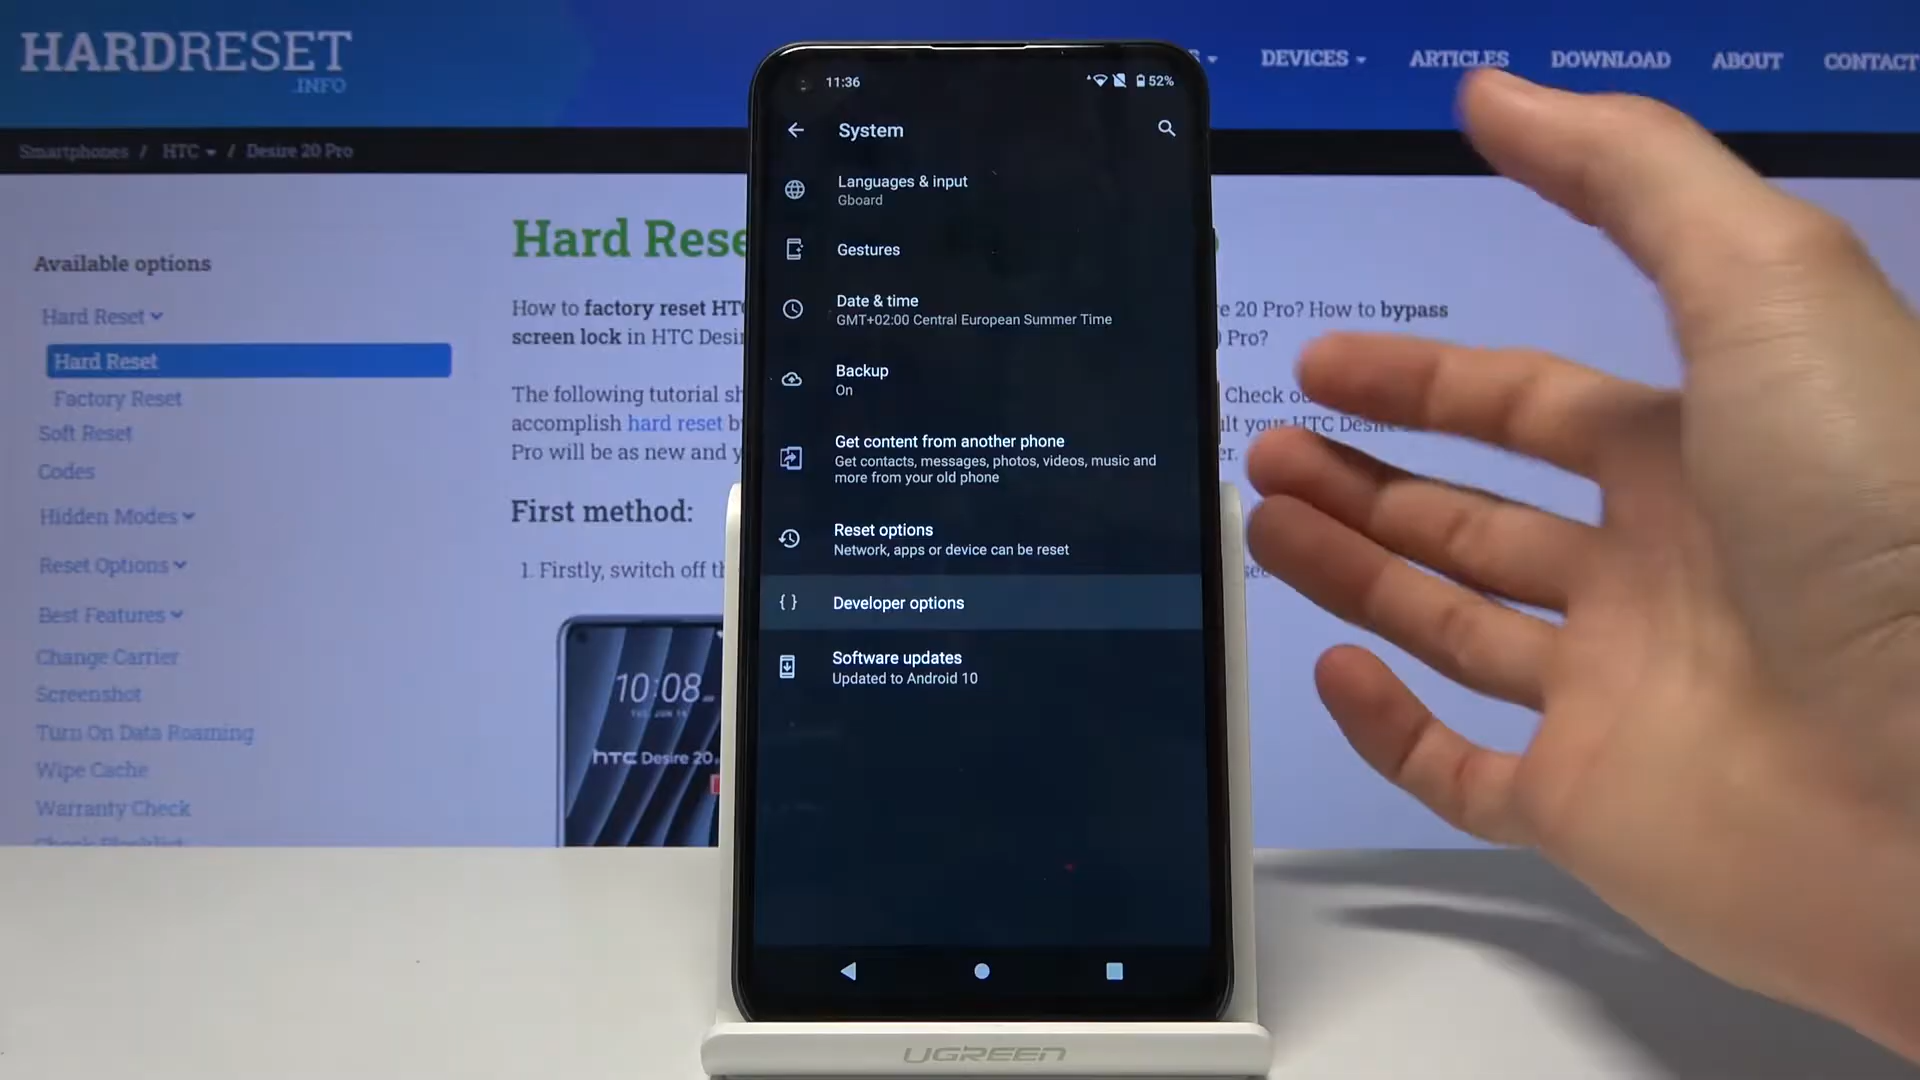 HARDRESET
.INFO
DEVICES
ARTICLES
DOWNLOAD
ABOUT
CONTACT
Smartphones / HTC / Desire 20 Pro
Available options
Hard Reset
Hard Reset
Factory Reset
Soft Reset
Codes
Hidden Modes
Reset Options
Best Features
Change Carrier
Screenshot
Turn On Data Roaming
Wipe Cache
Warranty Check
Hard Rese
How to factory reset HTC
e 20 Pro? How to bypass
screen lock in HTC Desi
Pro?
The following tutorial sh
Check ou
accomplish hard reset b
lt your HTC Desire
Pro will be as new and y
er.
First method:
1. Firstly, switch off th
10:08
hTC Desire 20
11:36
52%
System
Languages & input
Gboard
Gestures
Date & time
GMT+02:00 Central European Summer Time
Backup
On
Get content from another phone
Get contacts, messages, photos, videos, music and
more from your old phone
Reset options
Network, apps or device can be reset
{ } Developer options
Software updates
Updated to Android 10
UGREEN